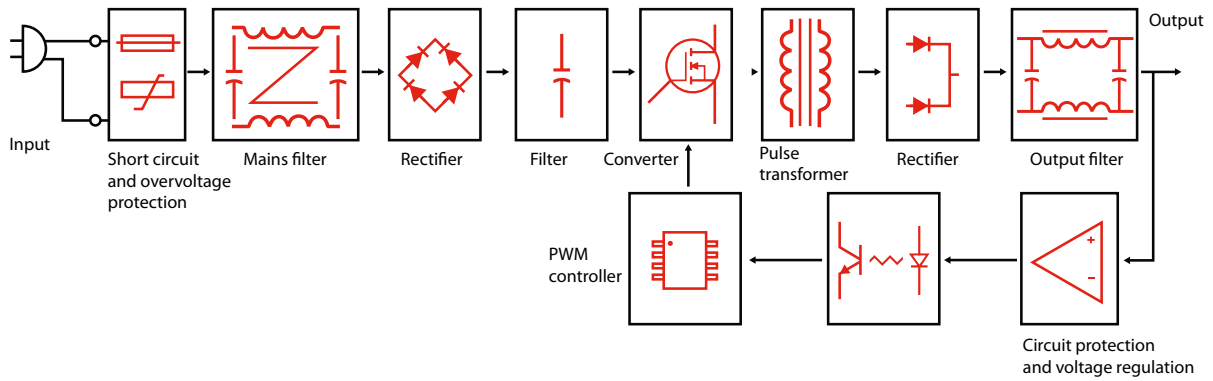 Output
Input
Short circuit
and overvoltage
protection
Mains filter
Rectifier
Filter
Converter
Pulse
transformer
Rectifier
Output filter
PWM
controller
+
−
Circuit protection
and voltage regulation